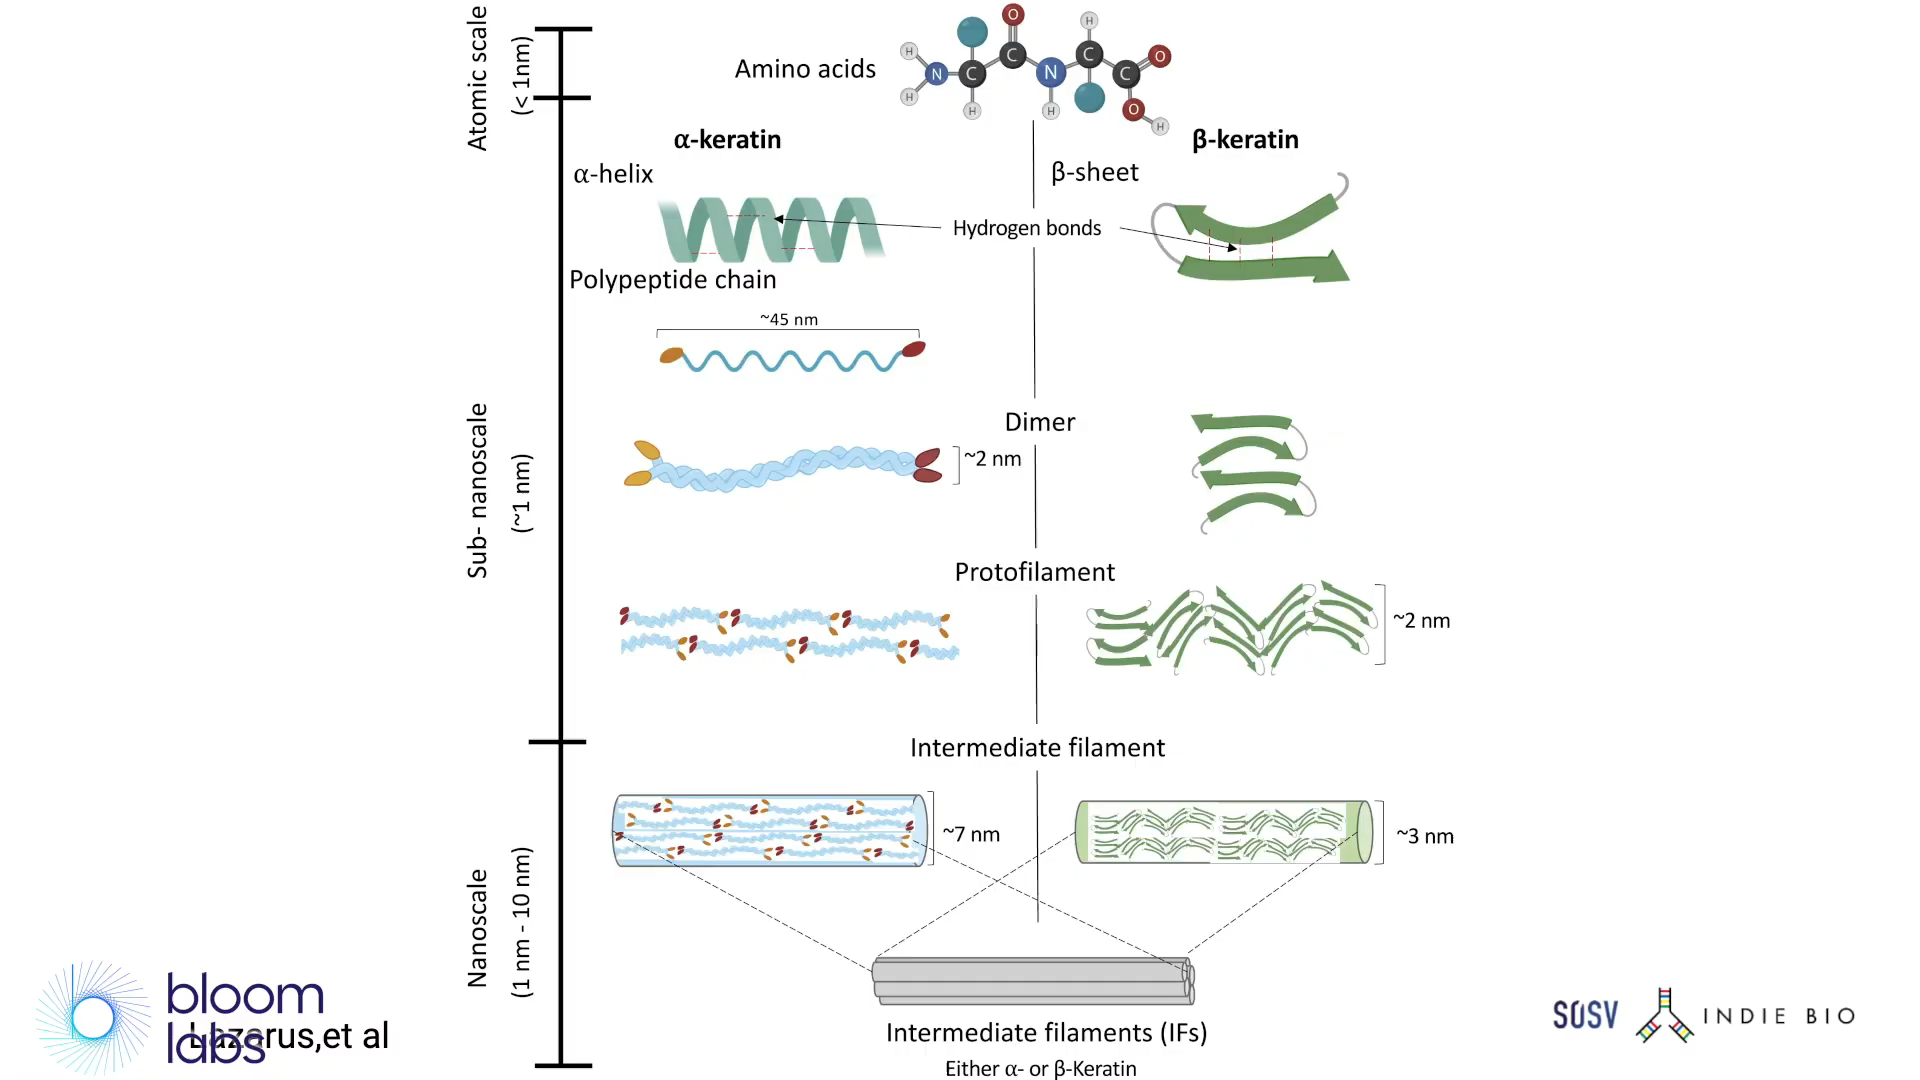 Atomic scale
(< 1nm)
Amino acids
H
H
N
C
H
C
O
N
H
C
H
C
O
O
H
α-keratin
β-keratin
α-helix
β-sheet
Hydrogen bonds
Polypeptide chain
~45 nm
Sub- nanoscale
(~1 nm)
Dimer
~2 nm
Protofilament
~2 nm
Intermediate filament
~7 nm
~3 nm
Nanoscale
(1 nm - 10 nm)
Intermediate filaments (IFs)
Either α- or β-Keratin
bloom
labs
Lazarus,et al
SOSV
INDIE BIO